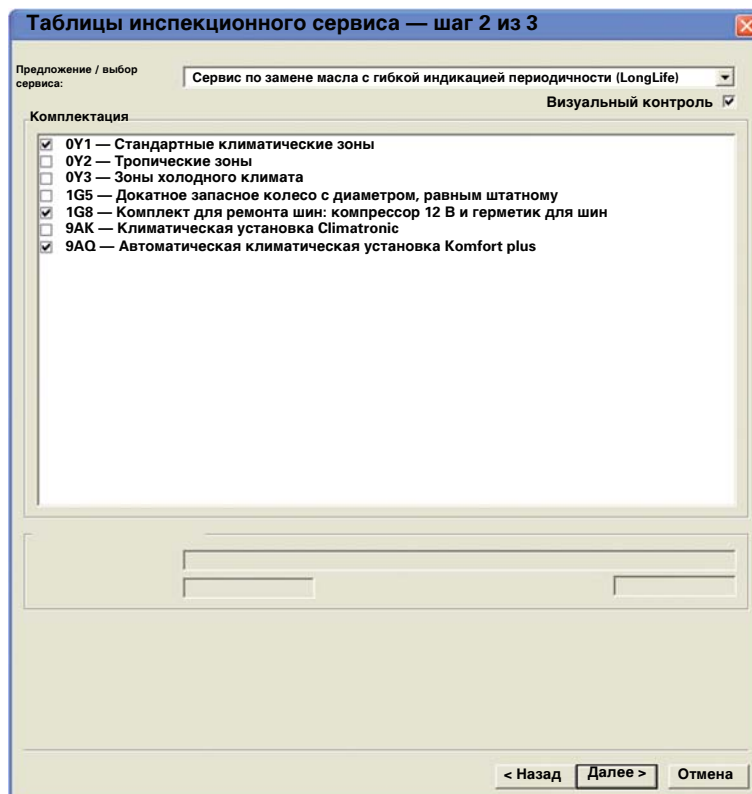 Таблицы инспекционного сервиса — шаг 2 из 3
Предложение / выбор
сервиса:
Сервис по замене масла с гибкой индикацией периодичности (LongLife)
Визуальный контроль
Комплектация
0Y1 — Стандартные климатические зоны
0Y2 — Тропические зоны
0Y3 — Зоны холодного климата
1G5 — Докатное запасное колесо с диаметром, равным штатному
1G8 — Комплект для ремонта шин: компрессор 12 В и герметик для шин
9AK — Климатическая установка Climatronic
9AQ — Автоматическая климатическая установка Komfort plus
< Назад
Далее >
Отмена